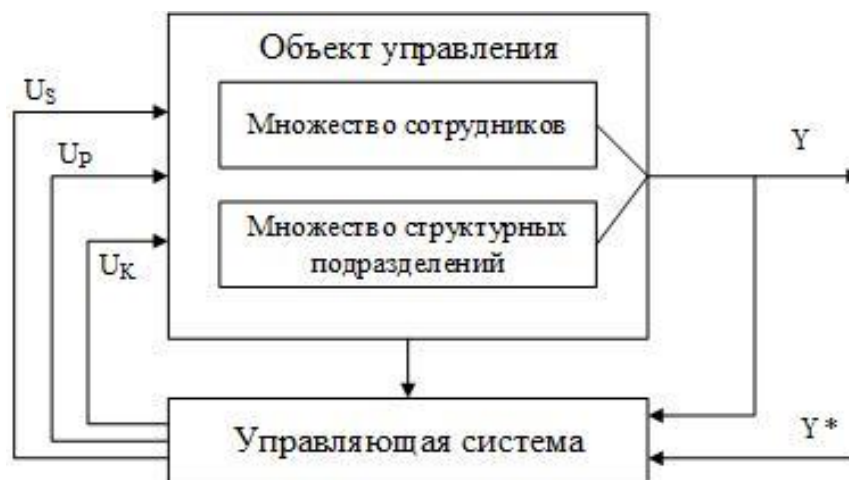 Объект управления
U_S
Множество сотрудников
Y
U_P
Множество структурных
подразделений
U_K
Управляющая система
Y*